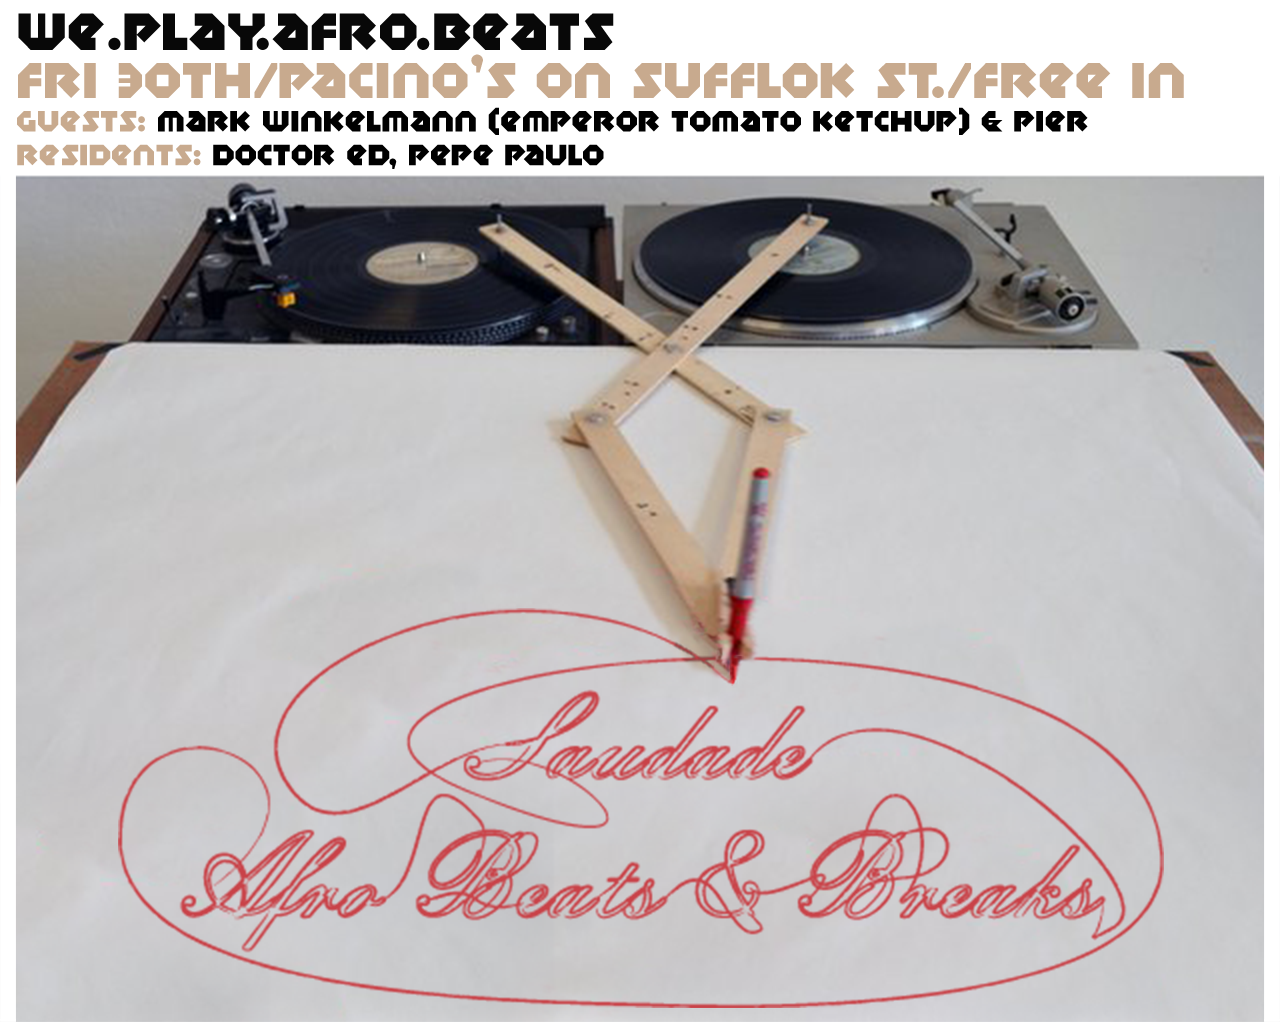 WE.PLAY.AFRO.BEATS
FRI 30TH/PACINO'S ON SUFFLOK ST./FREE IN
GUESTS: MARK WINKELMANN (EMPEROR TOMATO KETCHUP) & PIER
RESIDENTS: DOCTOR ED, PEPE PAULO
Saudade
Afro Beats & Breaks